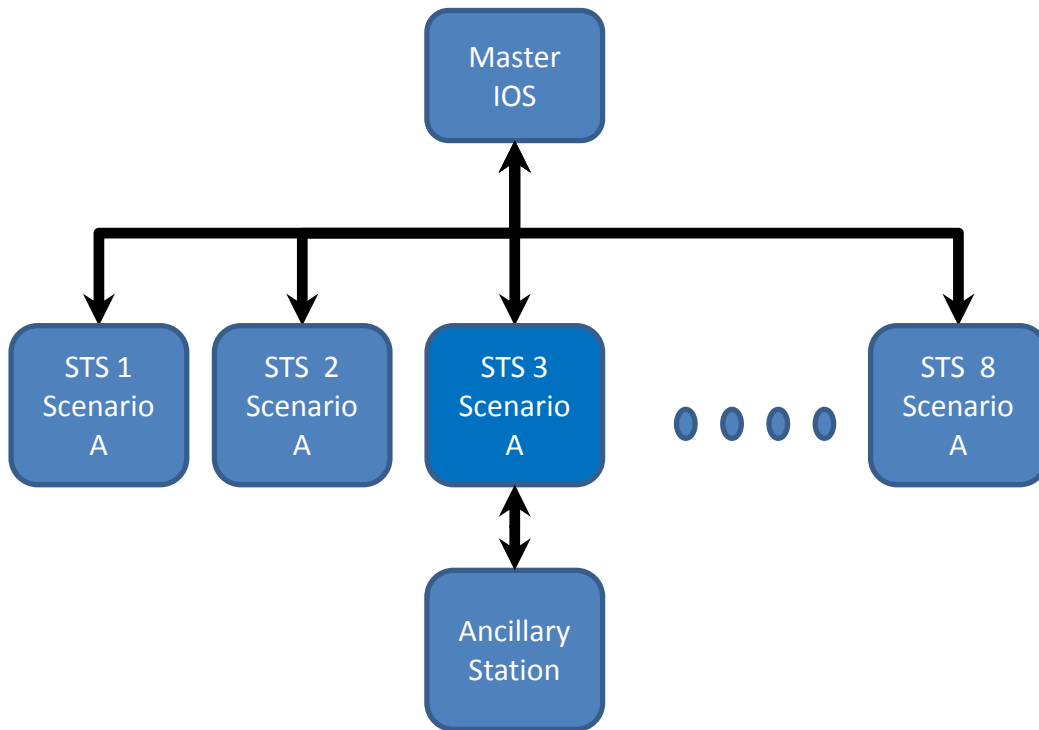 Master
IOS
STS 1
Scenario
A
STS  2
Scenario
A
STS 3
Scenario
A
STS  8
Scenario
A
Ancillary
Station